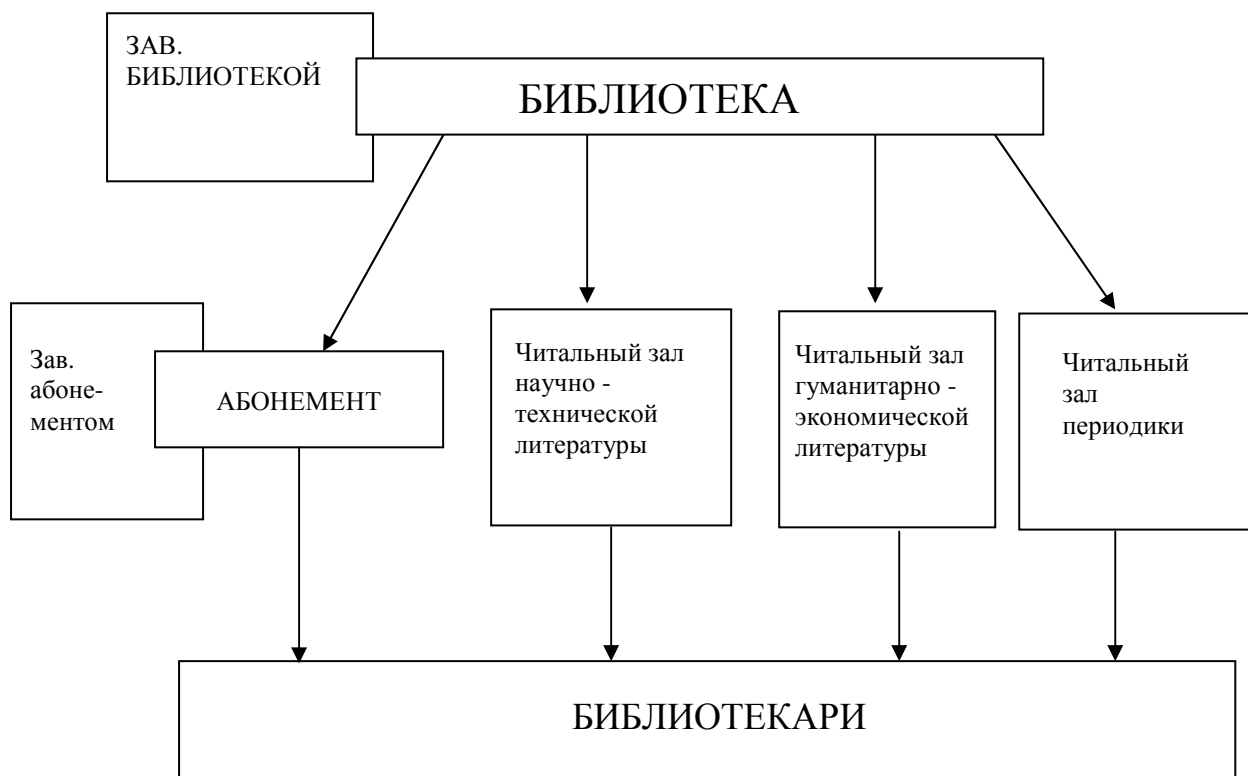 ЗАВ.
БИБЛИОТЕКОЙ
БИБЛИОТЕКА
Зав.
абоне-
ментом
АБОНЕМЕНТ
Читальный зал
научно -
технической
литературы
Читальный зал
гуманитарно -
экономической
литературы
Читальный
зал
периодики
БИБЛИОТЕКАРИ